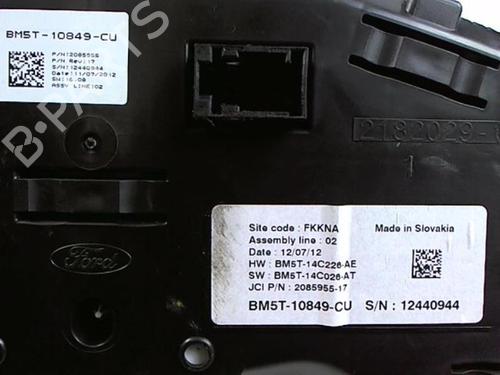 BM5T-10849-CU
P/N:2085955
P/N Rev:17
S/N:12440944
Date:11/07/2012
SW:16.08
ASSY LINE:02
B-PARTS
2182029-
1
Ford
Site code : FKKNA
Made in Slovakia
Assembly line : 02
Date : 12/07/12
HW : BM5T-14C226-AE
SW : BM5T-14C026-AT
JCI P/N : 2085955-17
BM5T-10849-CU S/N : 12440944